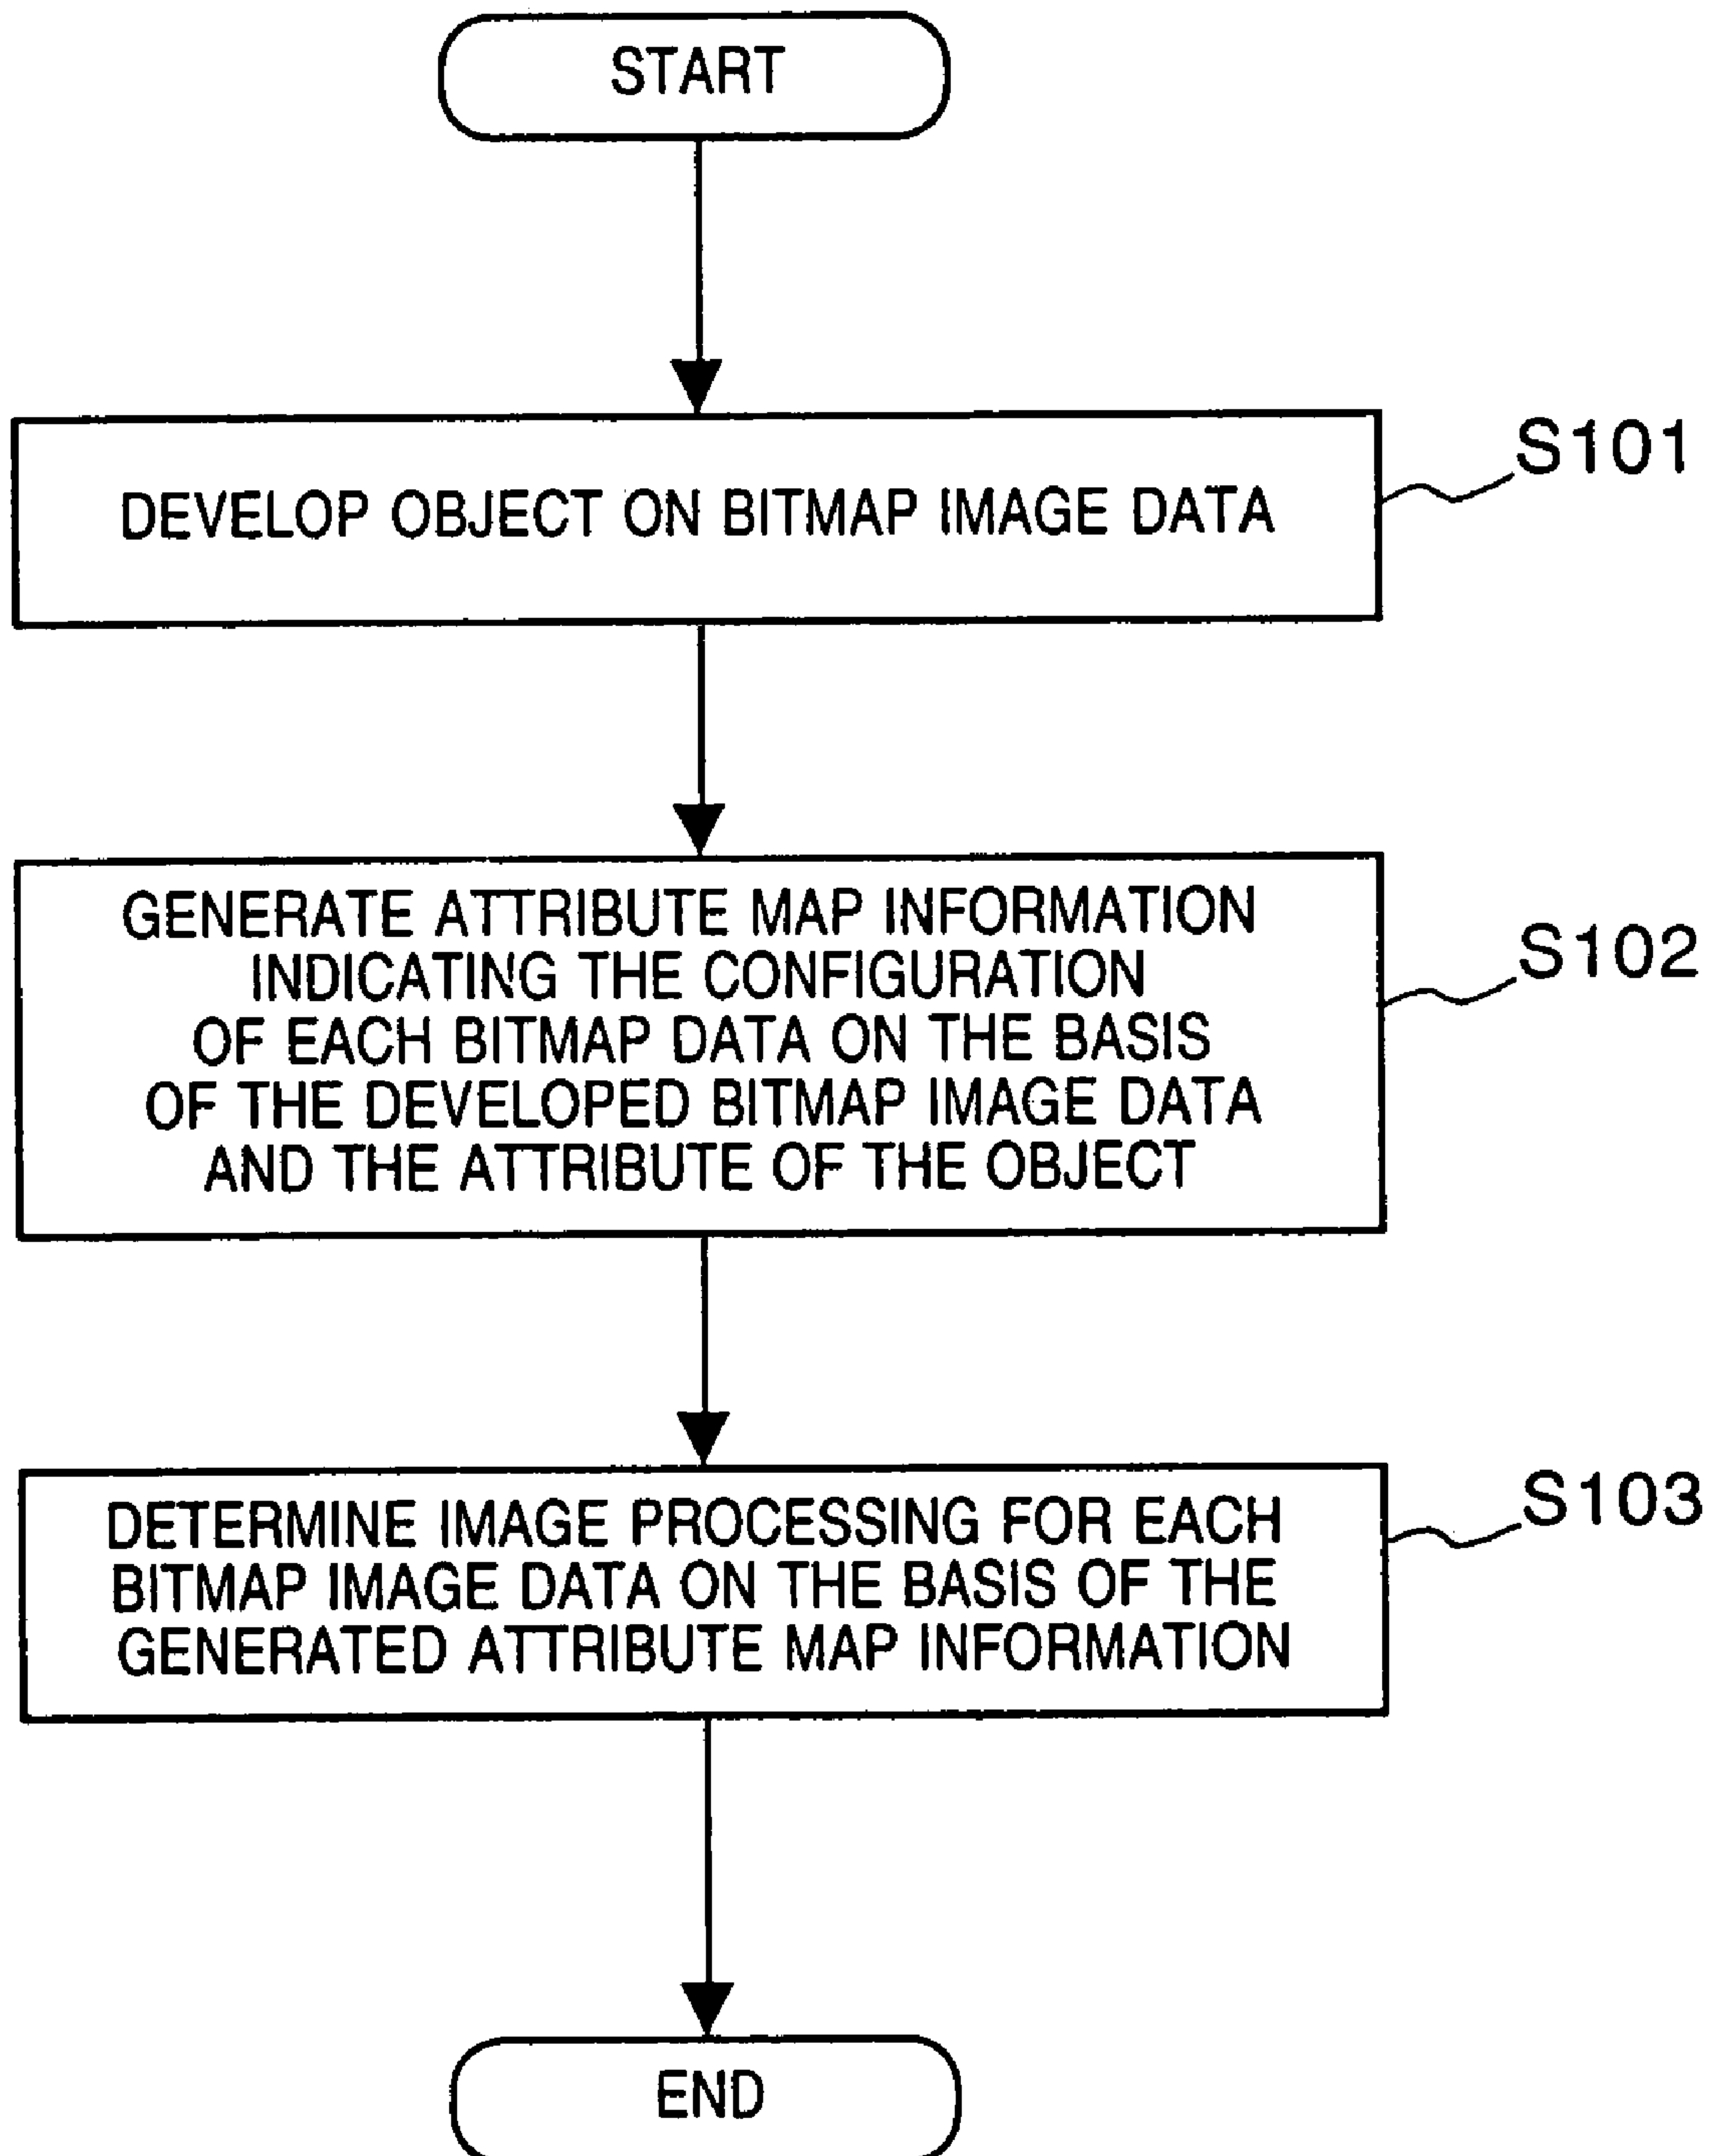 START
DEVELOP OBJECT ON BITMAP IMAGE DATA
S101
GENERATE ATTRIBUTE MAP INFORMATION
INDICATING THE CONFIGURATION
OF EACH BITMAP DATA ON THE BASIS
OF THE DEVELOPED BITMAP IMAGE DATA
AND THE ATTRIBUTE OF THE OBJECT
S102
DETERMINE IMAGE PROCESSING FOR EACH
BITMAP IMAGE DATA ON THE BASIS OF THE
GENERATED ATTRIBUTE MAP INFORMATION
S103
END